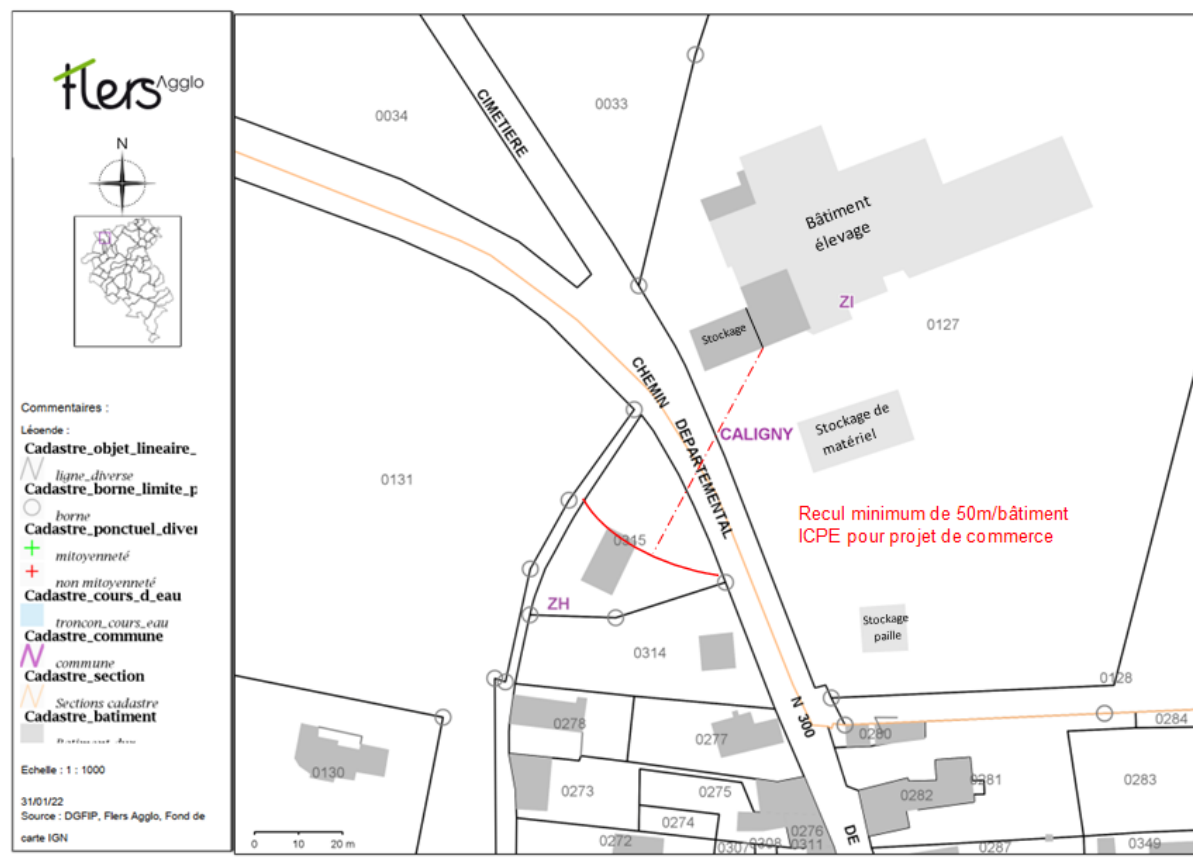 flers Agglo
N
Commentaires :
Légende :
Cadastre_objet_lineaire_
ligne_diverse
Cadastre_borne_limite_p
borne
Cadastre_ponctuel_diver
mitoyenneté
non mitoyenneté
Cadastre_cours_d_eau
troncon_cours_eau
Cadastre_commune
commune
Cadastre_section
Sections cadastre
Cadastre_batiment
Echelle : 1 : 1000
31/01/22
Source : DGFIP, Flers Agglo, Fond de
carte IGN
0034
CIMETIERE
0033
Bâtiment
élevage
ZI
0127
Stockage
CHEMIN DEPARTEMENTAL
N 300
DE
CALIGNY
Stockage de
matériel
0131
Recul minimum de 50m/bâtiment
ICPE pour projet de commerce
0315
ZH
Stockage
paille
0314
0128
0278
0277
0280
0284
0130
0273
0275
0281
0282
0283
0274
0276
0272
0307
0308
0311
0287
0349
0 10 20 m